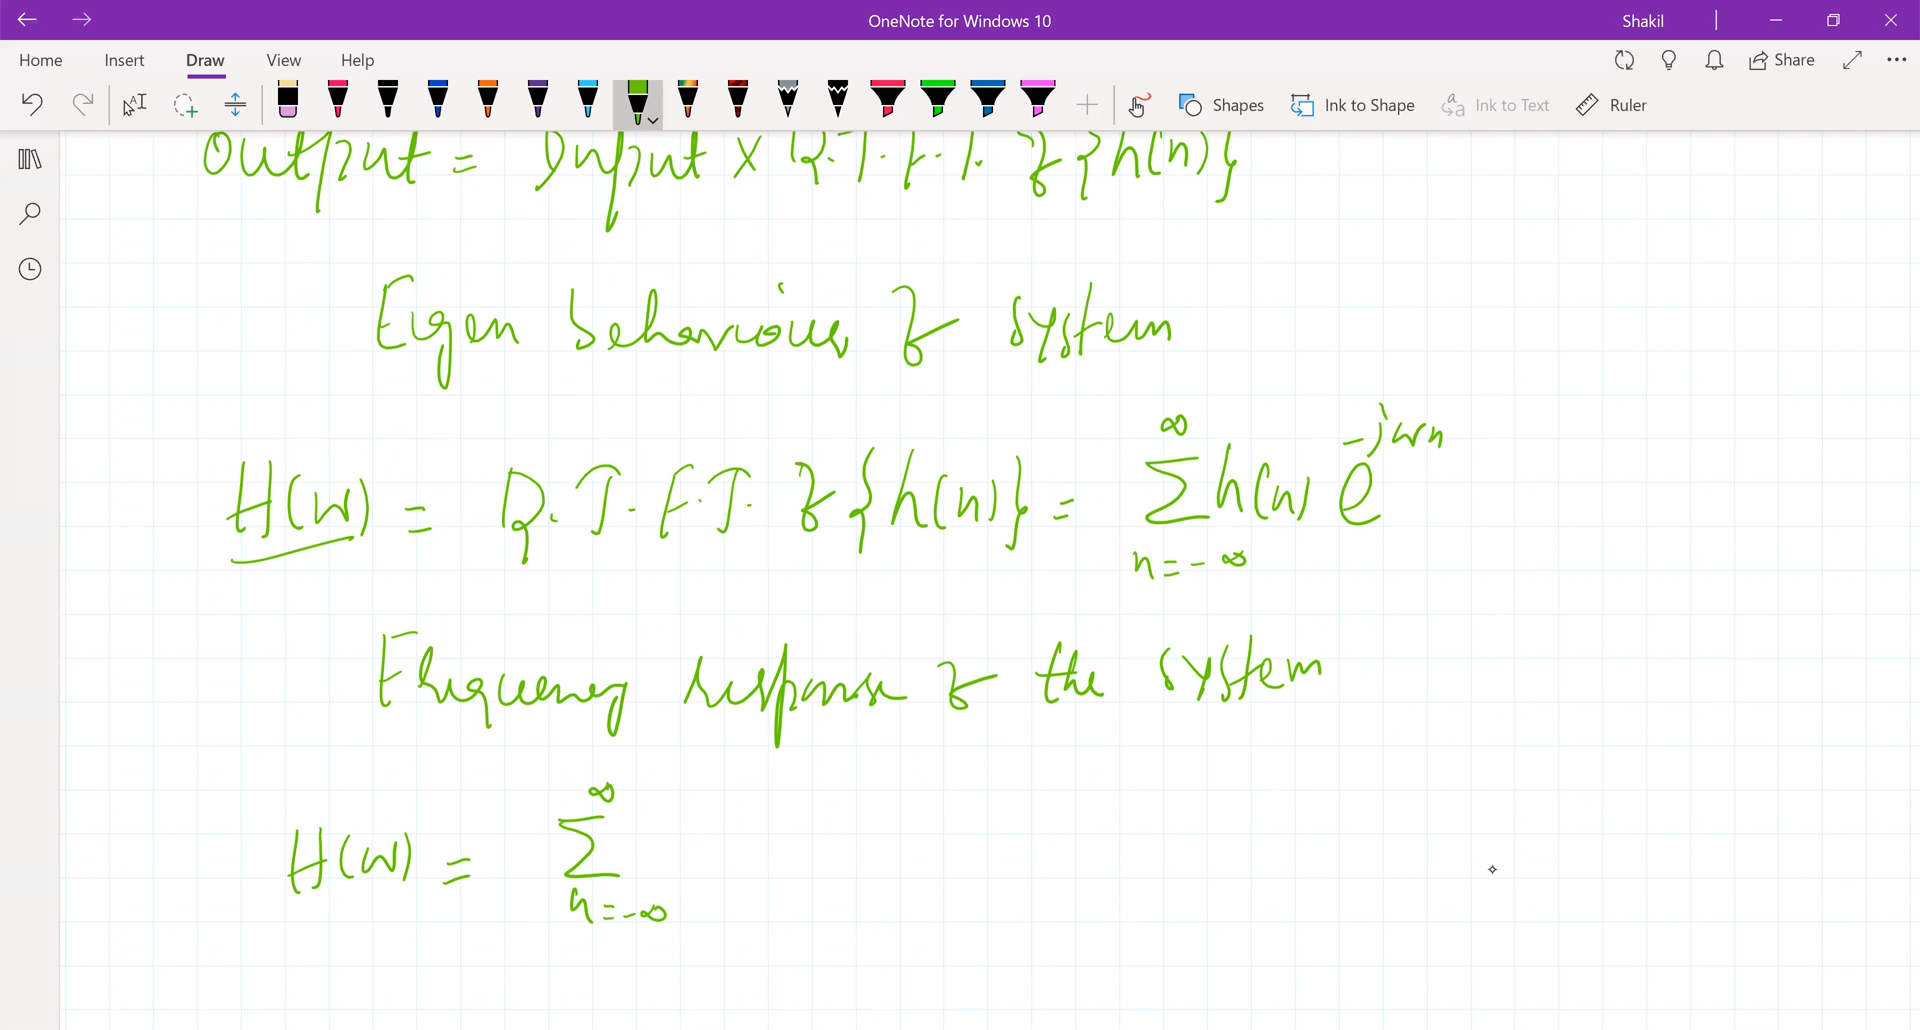 OneNote for Windows 10
Shakil
Home Insert Draw View Help
Share
Shapes Ink to Shape Ink to Text Ruler
Output = Input x D.T.F.T. of {h(n)}
Eigen behaviour of system
H(ω) = D.T.F.T. of {h(n)} = ∑ₙ₌₋∞^∞ h(n) e^-jωn
Frequency response of the system
H(ω) = ∑ₙ₌₋∞^∞